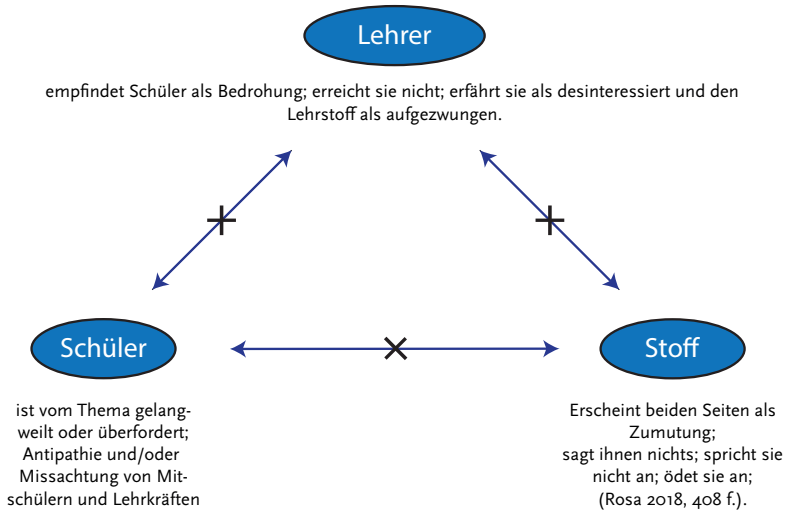 Lehrer
empfindet Schüler als Bedrohung; erreicht sie nicht; erfährt sie als desinteressiert und den
Lehrstoff als aufgezwungen.
Schüler
ist vom Thema gelang-
weilt oder überfordert;
Antipathie und/oder
Missachtung von Mit-
schülern und Lehrkräften
Stoff
Erscheint beiden Seiten als
Zumutung;
sagt ihnen nichts; spricht sie
nicht an; ödet sie an;
(Rosa 2018, 408 f.).